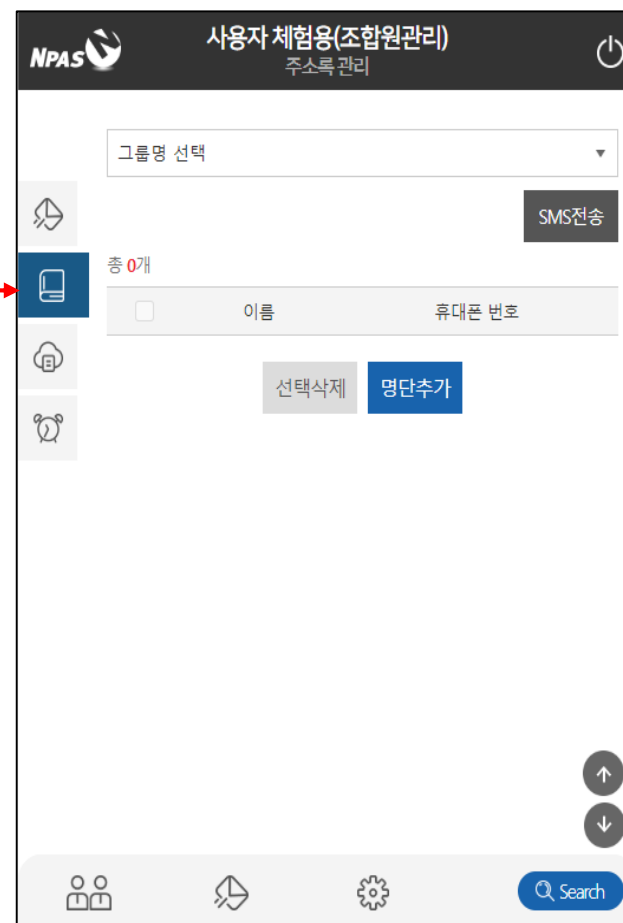 NPAS
사용자 체험용(조합원관리)
주소록 관리
그룹명 선택
SMS전송
총 0개
이름 휴대폰 번호
선택삭제 명단추가
Search